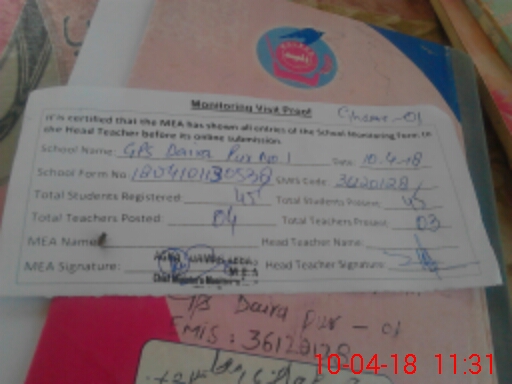 Monitoring Visit Proof
It is certified that the MEA has shown all entries of the School Monitoring Form to
the Head Teacher before its online submission.
School Name: GPS Daira Pur No. 1 Date: 10.4.18
School Form No. EMIS Code:
Total Students Registered: 45 Total Students Present: 45
Total Teachers Posted: 04 Total Teachers Present: 03
MEA Name: Head Teacher Name:
MEA Signature: Head Teacher Signature:
M.E.A
GPS Daira Pur - 01
EMIS: 36120128
10-04-18 11:31